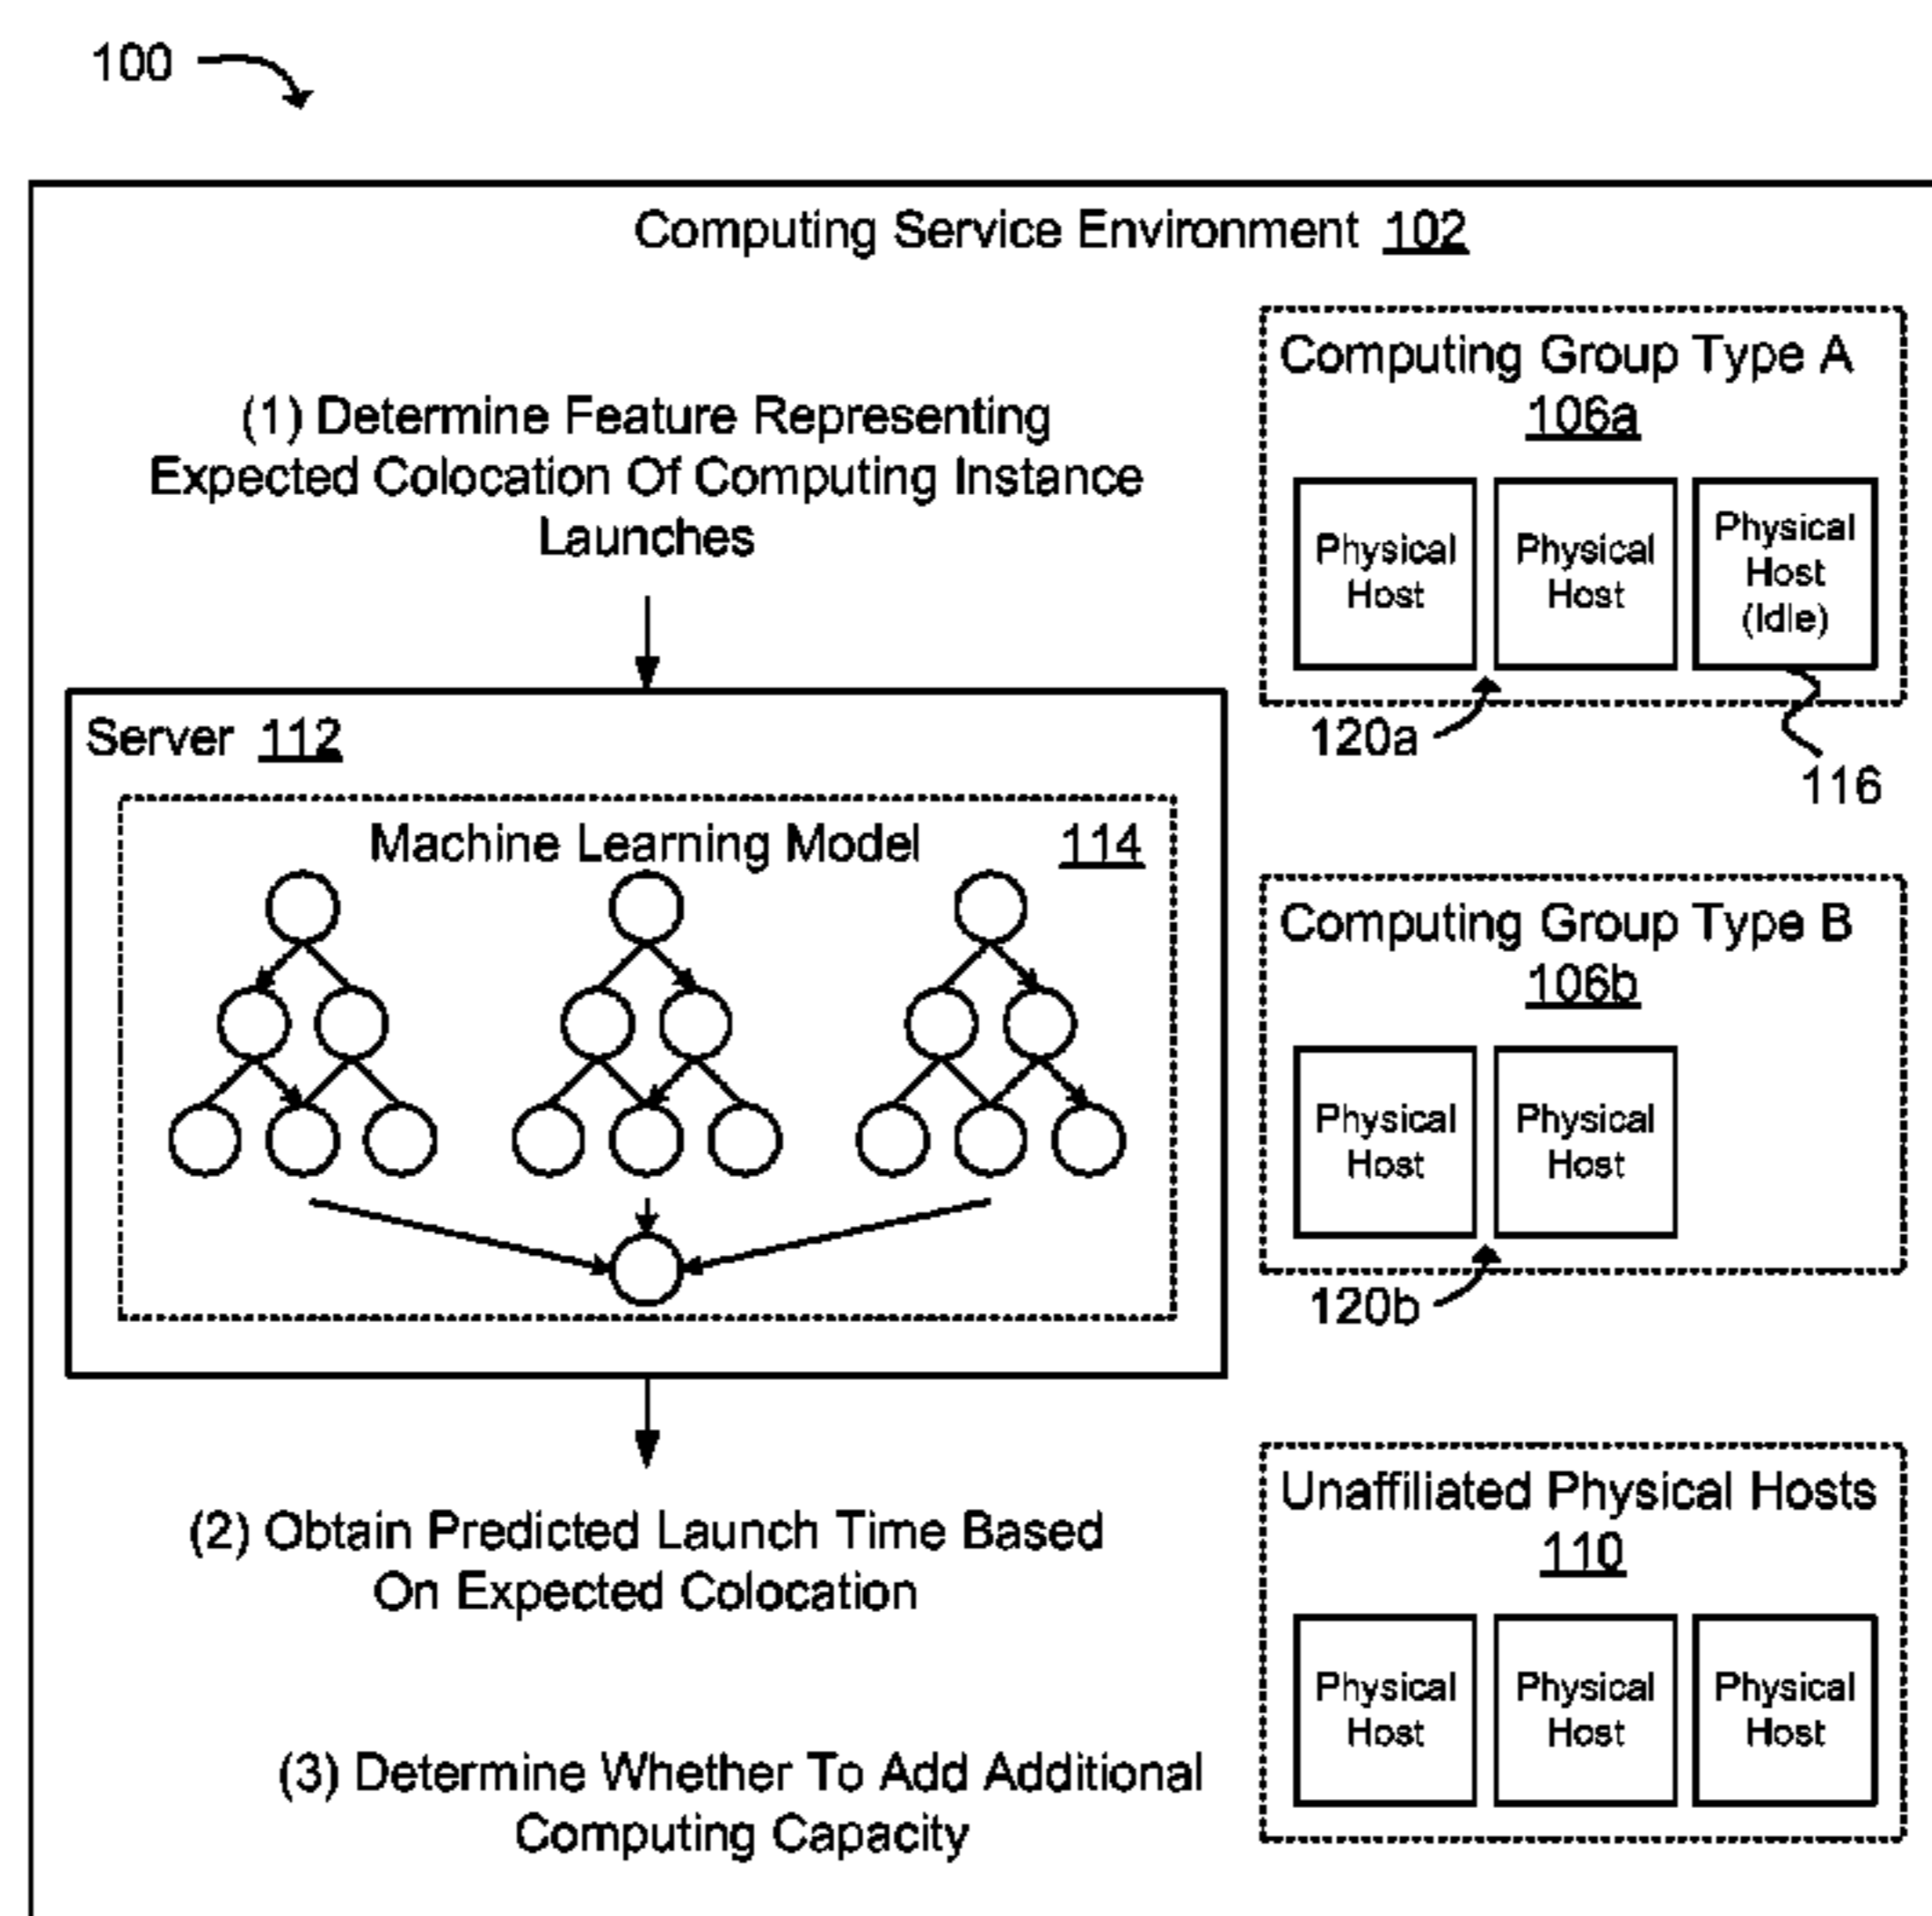 100
Computing Service Environment 102
(1) Determine Feature Representing
Expected Colocation Of Computing Instance
Launches
Server 112
Machine Learning Model 114
(2) Obtain Predicted Launch Time Based
On Expected Colocation
(3) Determine Whether To Add Additional
Computing Capacity
Computing Group Type A
106a
Physical
Host
Physical
Host
Physical
Host
(Idle)
120a
116
Computing Group Type B
106b
Physical
Host
Physical
Host
120b
Unaffiliated Physical Hosts
110
Physical
Host
Physical
Host
Physical
Host